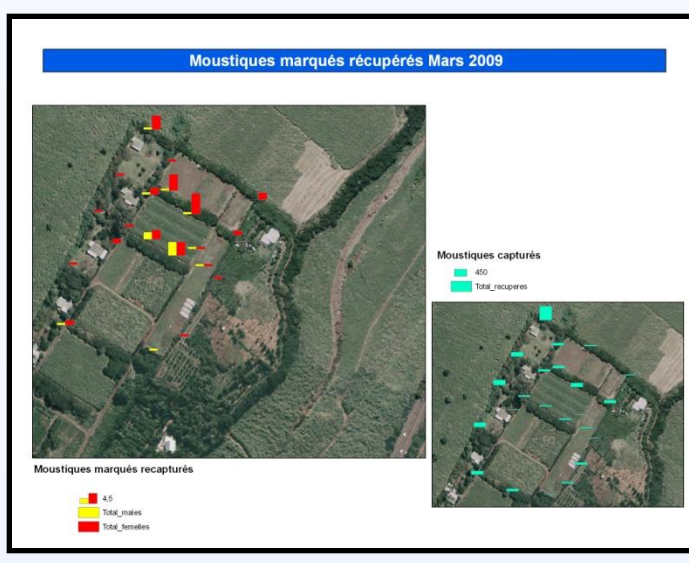 Moustiques marqués récupérés Mars 2009
Moustiques capturés
450
Total_recuperes
Moustiques marqués recapturés
4,5
Total_males
Total_femelles